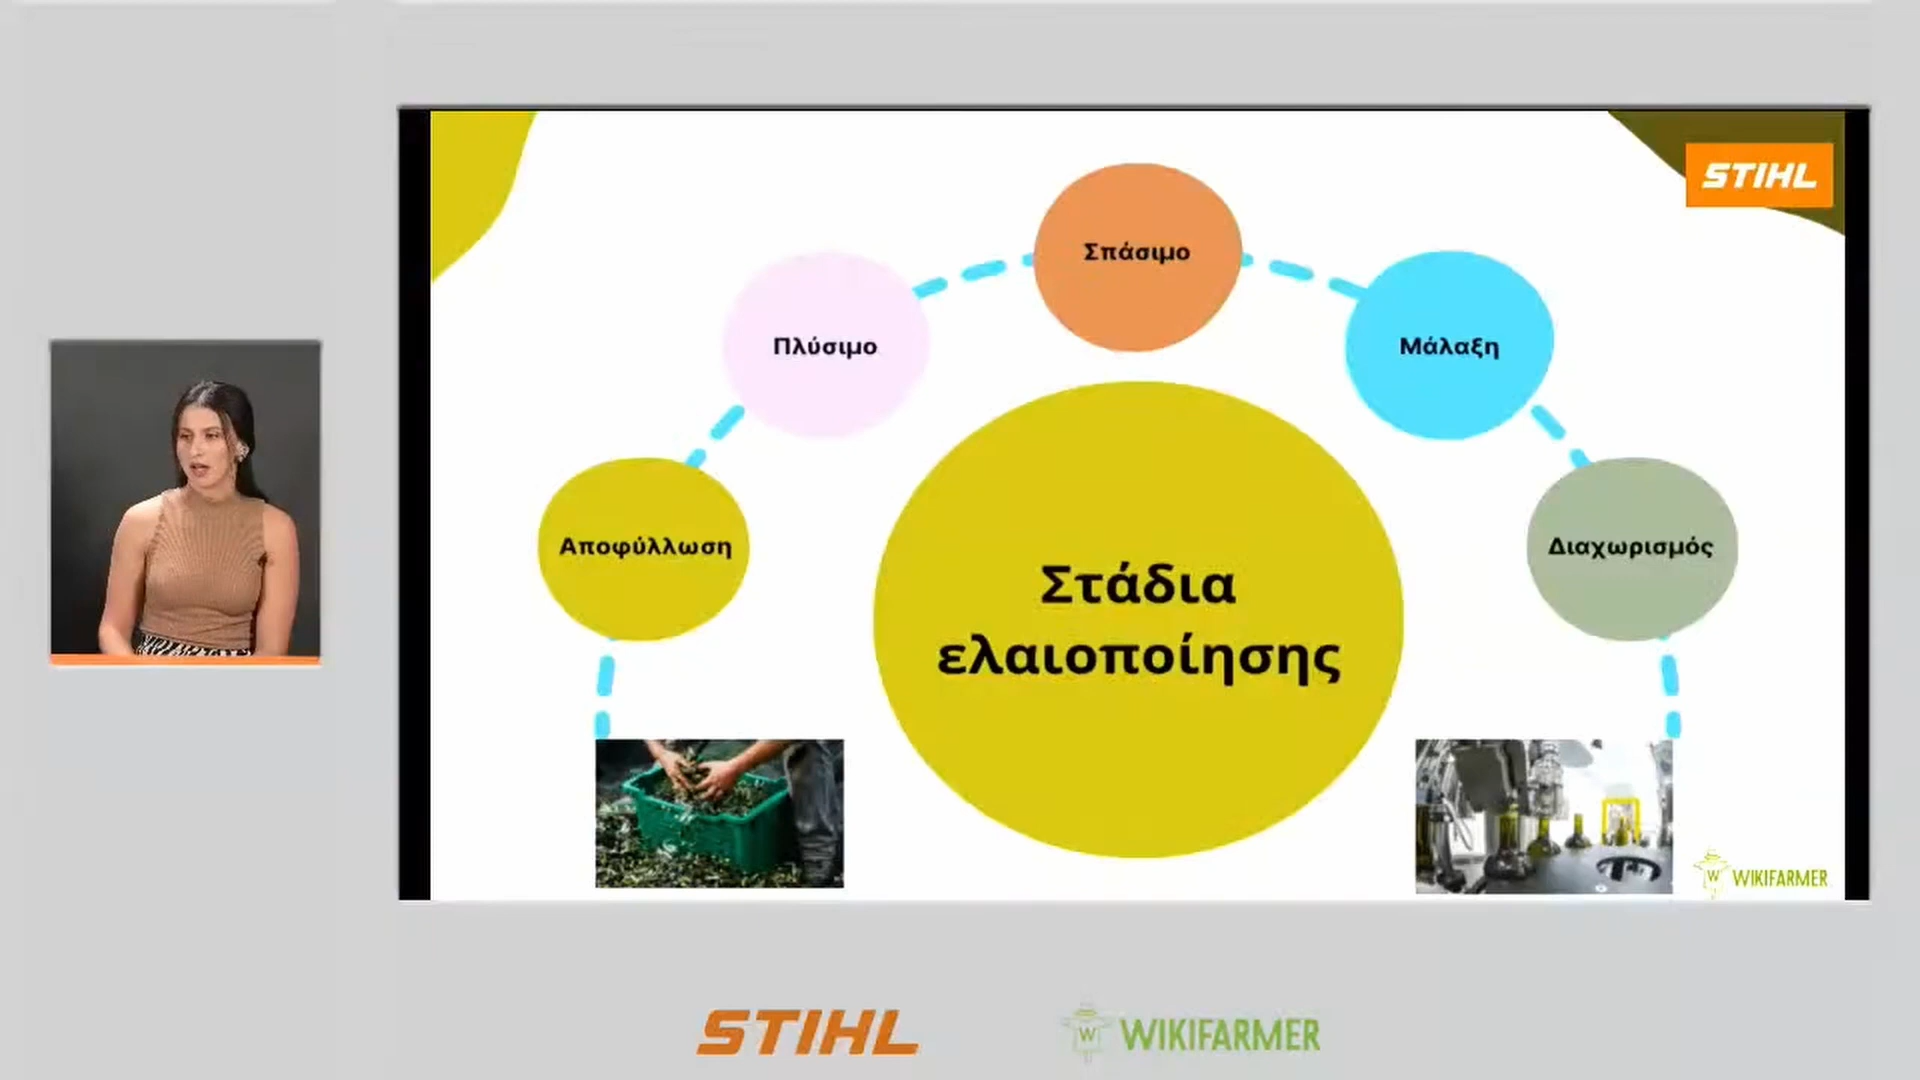 STIHL
Σπάσιμο
Πλύσιμο
Μάλαξη
Αποφύλλωση
Διαχωρισμός
Στάδια
ελαιοποίησης
W WIKIFARMER
STIHL
W WIKIFARMER